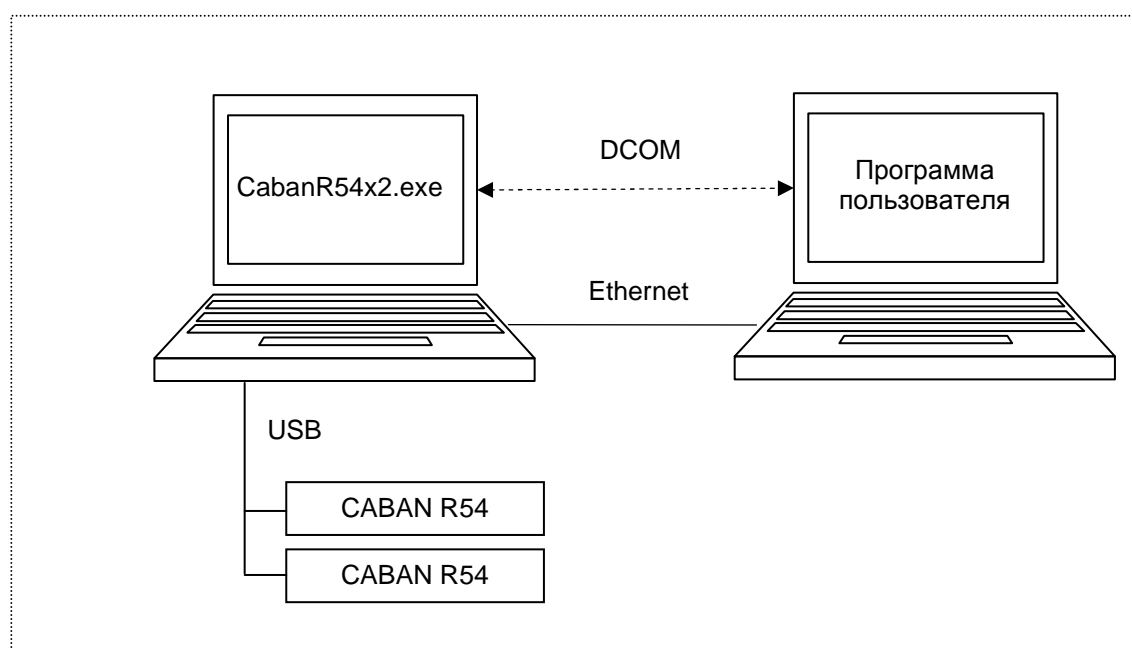 DCOM
CabanR54x2.exe
Программа
пользователя
Ethernet
USB
CABAN R54
CABAN R54